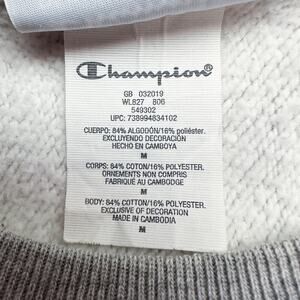 Champion®
GB 032019
WL827 806
549302
UPC: 738994834102
CUERPO: 84% ALGODÓN/16% poliéster.
EXCLUYENDO DECORACIÓN
HECHO EN CAMBOYA
M
CORPS: 84% COTON/16% POLYESTER.
ORNEMENTS NON COMPRIS
FABRIQUÉ AU CAMBODGE
M
BODY: 84% COTTON/16% POLYESTER.
EXCLUSIVE OF DECORATION
MADE IN CAMBODIA
M